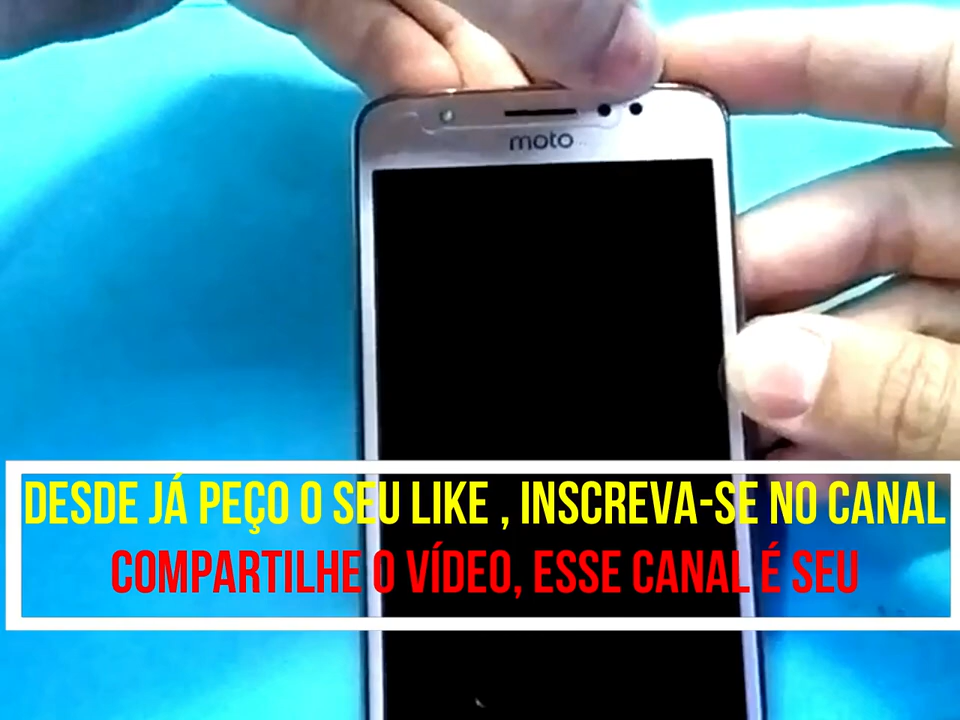 moto
DESDE JÁ PEÇO O SEU LIKE , INSCREVA-SE NO CANAL
COMPARTILHE O VÍDEO, ESSE CANAL É SEU